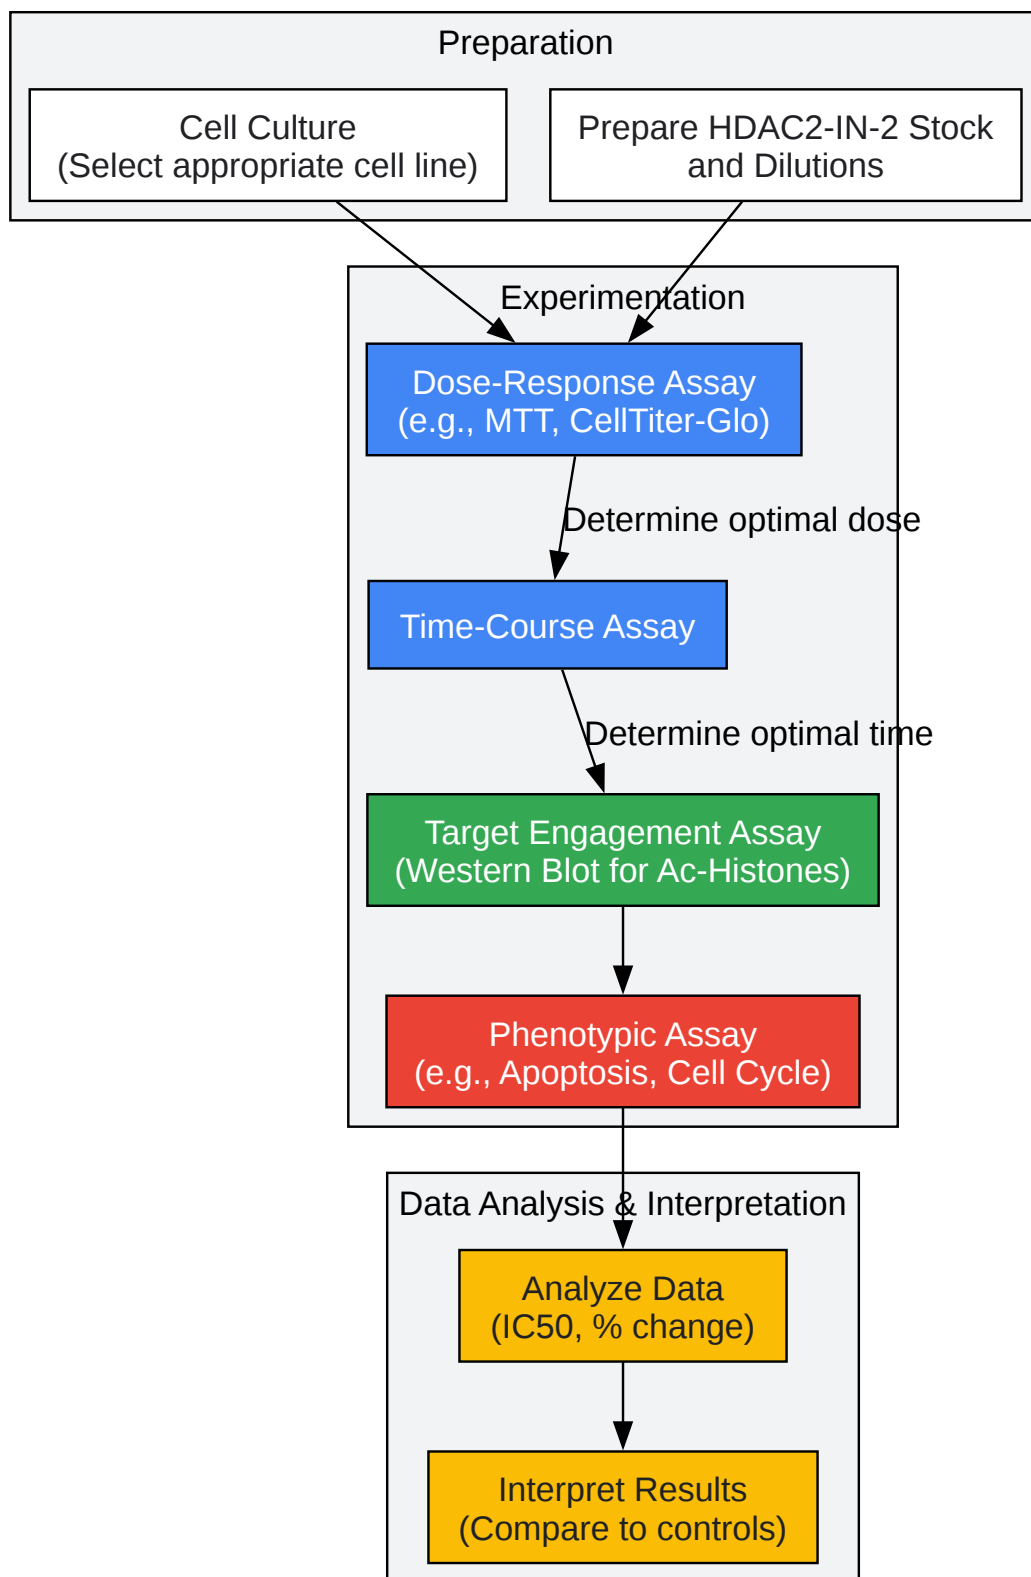 Preparation
Cell Culture
(Select appropriate cell line)
Prepare HDAC2-IN-2 Stock
and Dilutions
Experimentation
Dose-Response Assay
(e.g., MTT, CellTiter-Glo)
Determine optimal dose
Time-Course Assay
Determine optimal time
Target Engagement Assay
(Western Blot for Ac-Histones)
Phenotypic Assay
(e.g., Apoptosis, Cell Cycle)
Data Analysis & Interpretation
Analyze Data
(IC50, % change)
Interpret Results
(Compare to controls)